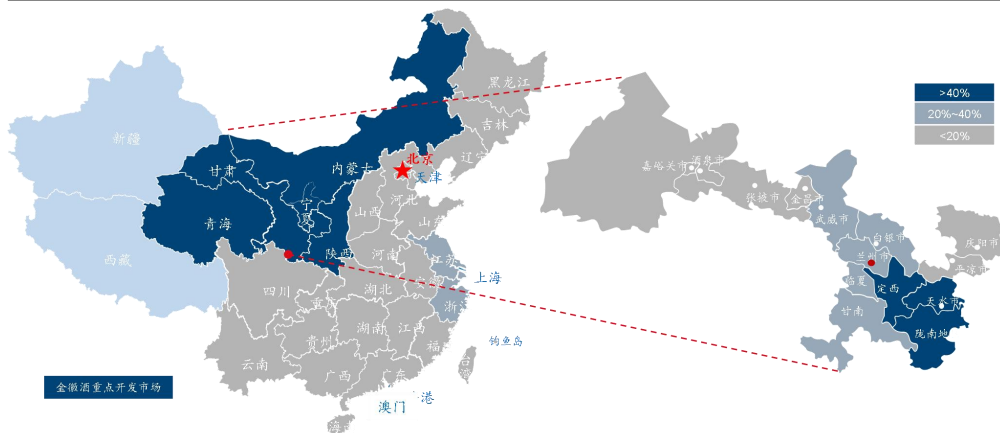 黑龙江
吉林
辽宁
新疆
甘肃
内蒙古
北京
天津
河北
宁夏
山西
山东
青海
陕西
河南
江苏
西藏
安徽
上海
四川
湖北
重庆
浙江
湖南
江西
贵州
福
钓鱼岛
云南
台湾
广西
广东
港
澳门
海南
金徽酒重点开发市场
>40%
20%~40%
<20%
嘉峪关市
酒泉市
张掖市
金昌市
武威市
白银市
庆阳市
兰州市
平凉市
临夏
定西
天水市
甘南
陇南地